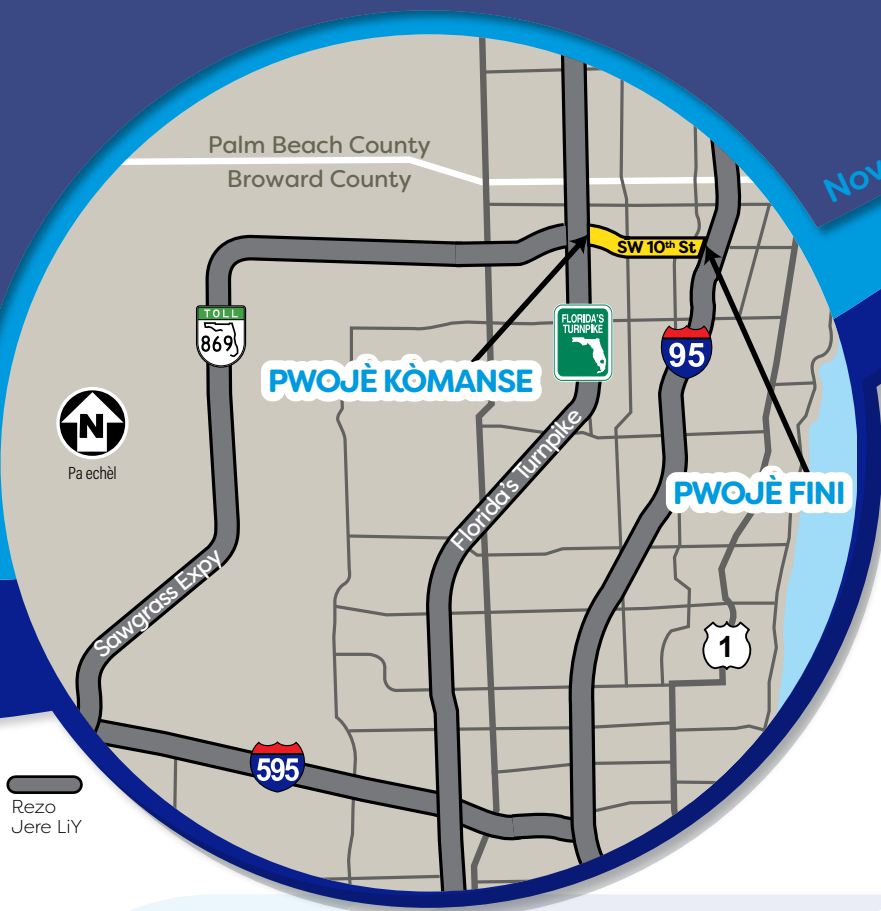 Nov
Palm Beach County
Broward County
SW 10th St
TOLL
869
FLORIDA'S
TURNPIKE
95
PWOJÈ KÒMANSE
N
Pa echèl
Florida's Turnpike
PWOJÈ FINI
Sawgrass Expy
1
595
Rezo
Jere LiY